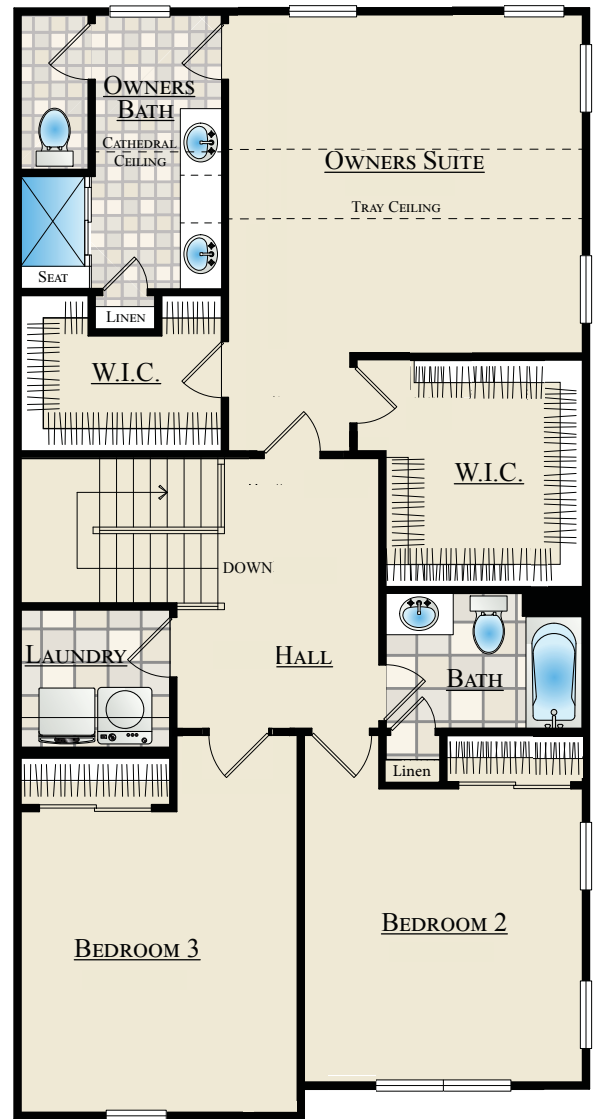 Owners
Bath
Cathedral
Ceiling
Owners Suite
Tray Ceiling
Seat
Linen
W.I.C.
W.I.C.
DOWN
Laundry
Hall
Bath
Linen
Bedroom 2
Bedroom 3